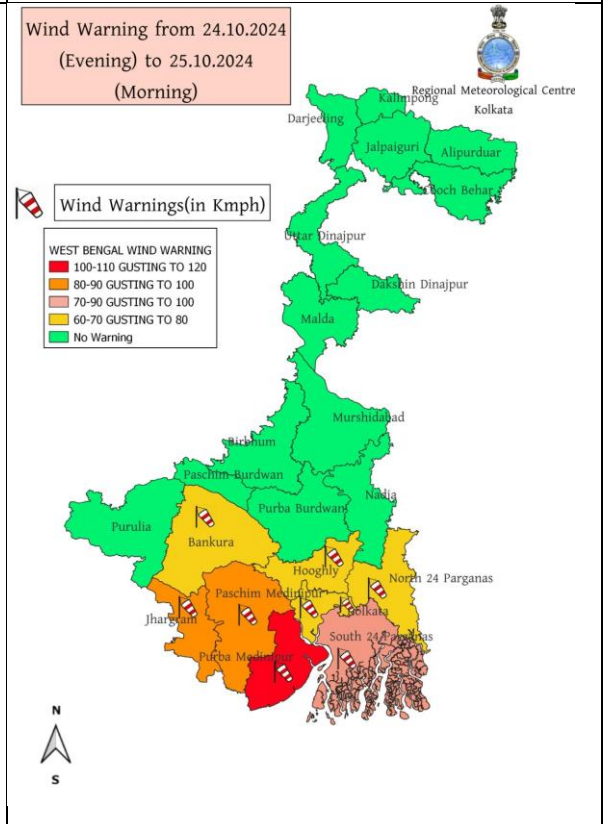 Wind Warning from 24.10.2024
(Evening) to 25.10.2024
(Morning)
Regional Meteorological Centre
Kolkata
Kalimpong
Darjeeling
Jalpaiguri
Alipurduar
Cooch Behar
Wind Warnings(in Kmph)
Uttar Dinajpur
WEST BENGAL WIND WARNING
100-110 GUSTING TO 120
80-90 GUSTING TO 100
70-90 GUSTING TO 100
60-70 GUSTING TO 80
No Warning
Dakshin Dinajpur
Malda
Murshidabad
Birbhum
Paschim Burdwan
Nadia
Purba Burdwan
Purulia
Bankura
Hooghly
North 24 Parganas
Paschim Medinipur
Kolkata
Jhargram
South 24 Parganas
Purba Medinipur
N
S